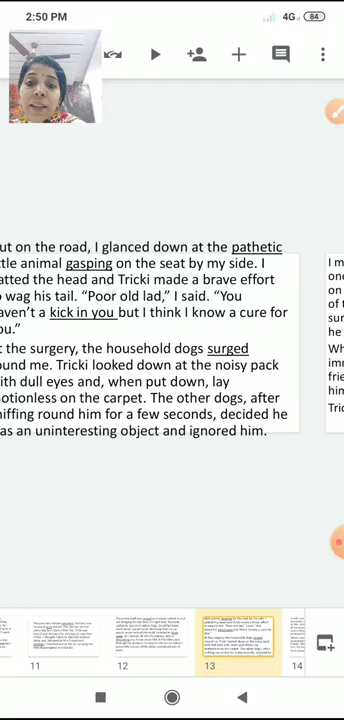 2:50 PM
4G
84
ut on the road, I glanced down at the pathetic
ttle animal gasping on the seat by my side. I
atted the head and Tricki made a brave effort
o wag his tail. “Poor old lad,” I said. “You
aven’t a kick in you but I think I know a cure for
ou.”
t the surgery, the household dogs surged
ound me. Tricki looked down at the noisy pack
ith dull eyes and, when put down, lay
otionless on the carpet. The other dogs, after
niffing round him for a few seconds, decided he
as an uninteresting object and ignored him.
I m
one
on
of t
sur
he
Wh
imr
frie
him
Tric
11
12
13
14